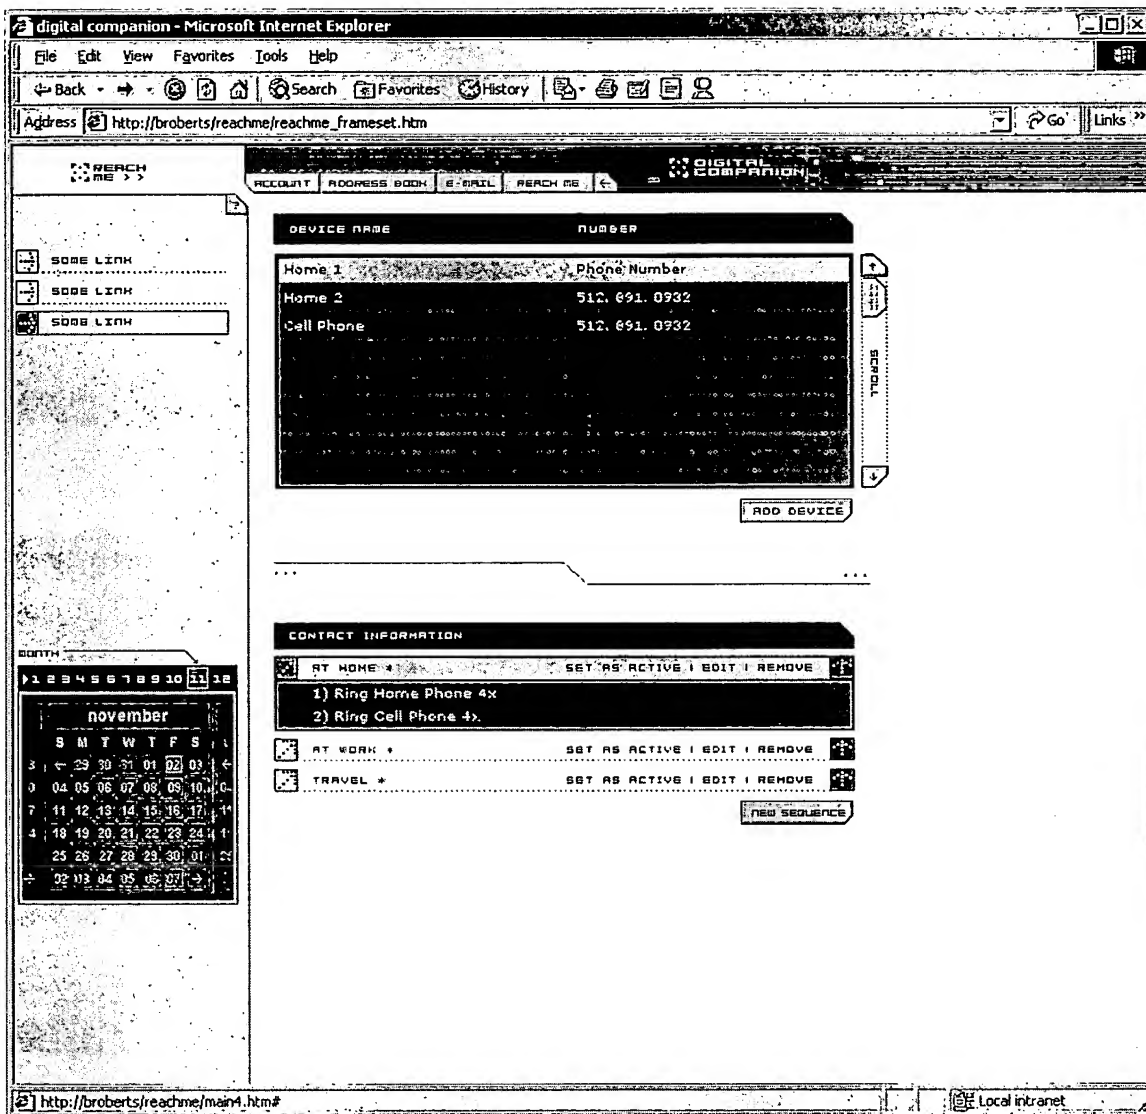 digital companion - Microsoft Internet Explorer
File Edit View Favorites Tools Help
Back Search Favorites History
Address http://broberts/reachme/reachme_frameset.htm Go Links »
REACH ME >>
DIGITAL COMPANION
ACCOUNT ADDRESS BOOK E-MAIL REACH ME ←
?
SOME LINK
SOME LINK
SOME LINK
DEVICE NAME NUMBER
Home 1 Phone Number
Home 2 512. 891. 0932
Cell Phone 512. 891. 0932
SCROLL
ADD DEVICE
CONTACT INFORMATION
AT HOME * SET AS ACTIVE | EDIT | REMOVE
1) Ring Home Phone 4x
2) Ring Cell Phone 4x
AT WORK * SET AS ACTIVE | EDIT | REMOVE
TRAVEL * SET AS ACTIVE | EDIT | REMOVE
NEW SEQUENCE
MONTH
1 2 3 4 5 6 7 8 9 10 11 12
november
S M T W T F S
← 29 30 31 01 02 03
04 05 06 07 08 09 10
11 12 13 14 15 16 17
18 19 20 21 22 23 24
25 26 27 28 29 30 01
02 03 04 05 06 07 →
http://broberts/reachme/main4.htm# Local intranet